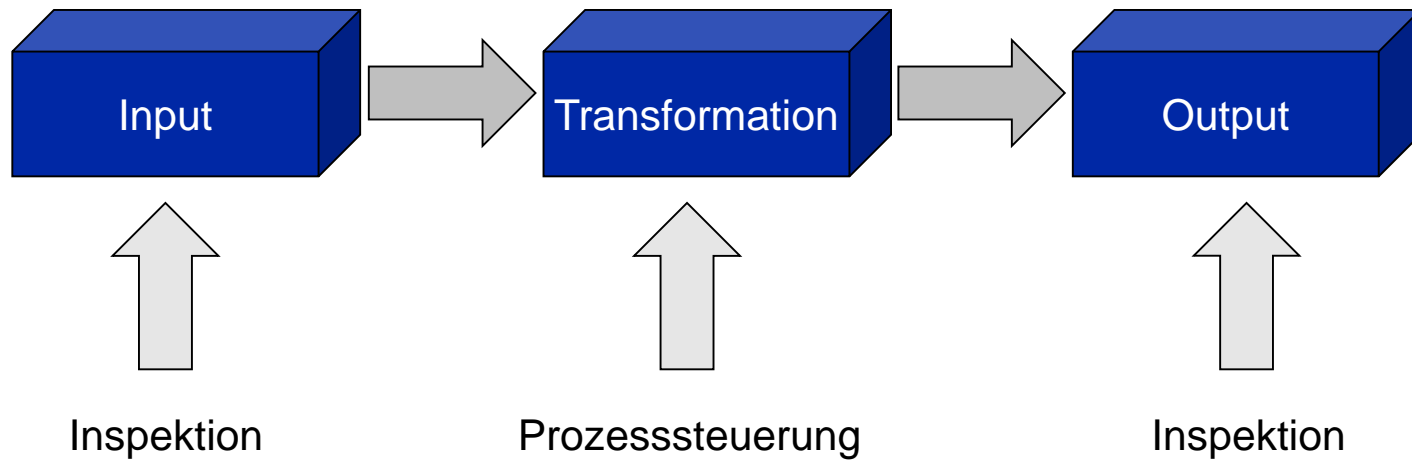 Input
Transformation
Output
Inspektion
Prozesssteuerung
Inspektion